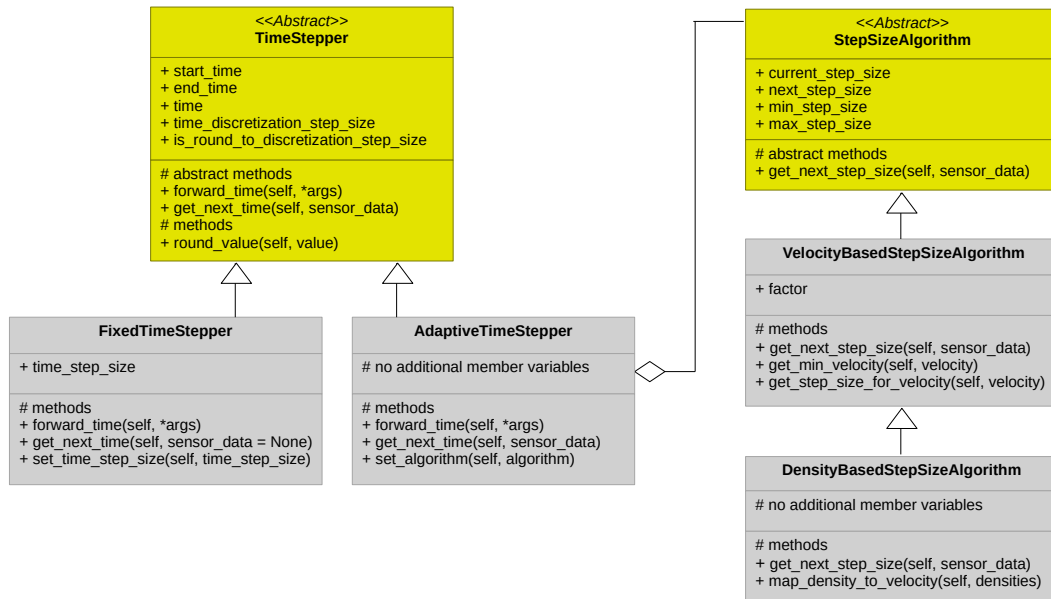 <<Abstract>>
TimeStepper
+ start_time
+ end_time
+ time
+ time_discretization_step_size
+ is_round_to_discretization_step_size
# abstract methods
+ forward_time(self, *args)
+ get_next_time(self, sensor_data)
# methods
+ round_value(self, value)
<<Abstract>>
StepSizeAlgorithm
+ current_step_size
+ next_step_size
+ min_step_size
+ max_step_size
# abstract methods
+ get_next_step_size(self, sensor_data)
FixedTimeStepper
+ time_step_size
# methods
+ forward_time(self, *args)
+ get_next_time(self, sensor_data = None)
+ set_time_step_size(self, time_step_size)
AdaptiveTimeStepper
# no additional member variables
# methods
+ forward_time(self, *args)
+ get_next_time(self, sensor_data)
+ set_algorithm(self, algorithm)
VelocityBasedStepSizeAlgorithm
+ factor
# methods
+ get_next_step_size(self, sensor_data)
+ get_min_velocity(self, velocity)
+ get_step_size_for_velocity(self, velocity)
DensityBasedStepSizeAlgorithm
# no additional member variables
# methods
+ get_next_step_size(self, sensor_data)
+ map_density_to_velocity(self, densities)